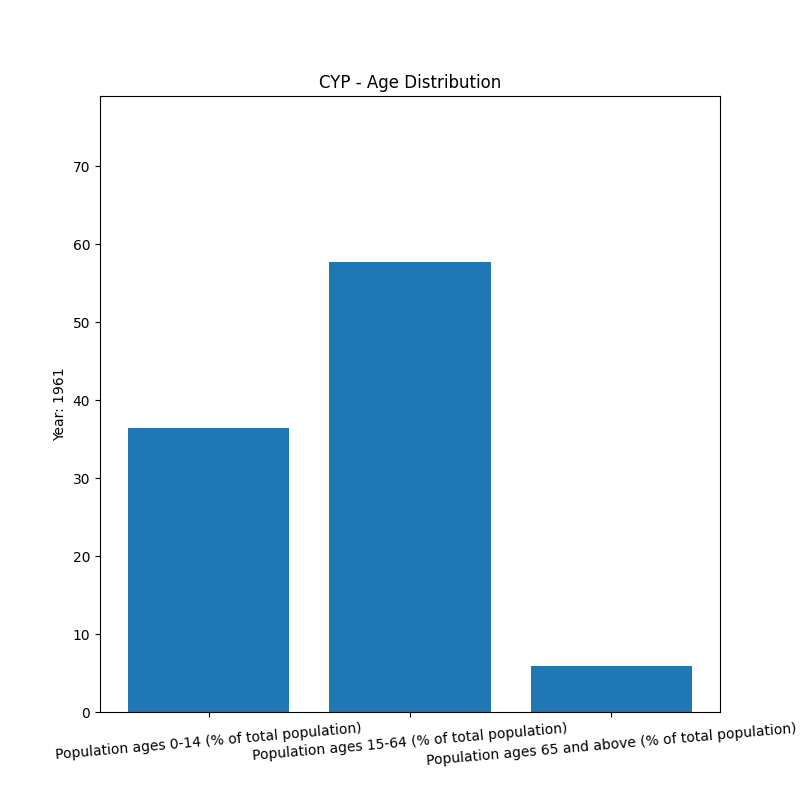 CYP - Age Distribution
70
60
50
40
30
20
10
0
Year: 1961
Population ages 0-14 (% of total population)
Population ages 15-64 (% of total population)
Population ages 65 and above (% of total population)